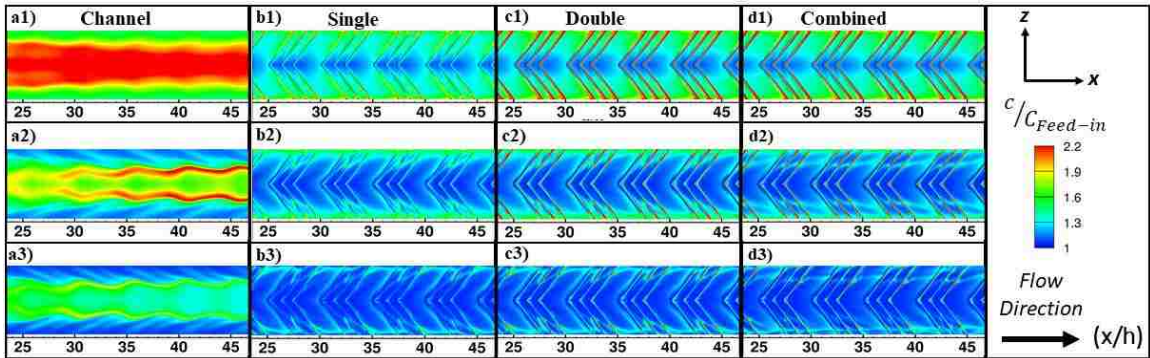 a1) Channel
b1) Single
c1) Double
d1) Combined
25 30 35 40 45
25 30 35 40 45
25 30 35 40 45
25 30 35 40 45
a2)
b2)
c2)
d2)
25 30 35 40 45
25 30 35 40 45
25 30 35 40 45
25 30 35 40 45
a3)
b3)
c3)
d3)
25 30 35 40 45
25 30 35 40 45
25 30 35 40 45
25 30 35 40 45
z
x
c/C Feed-in
2.2
1.9
1.6
1.3
1
Flow
Direction
(x/h)